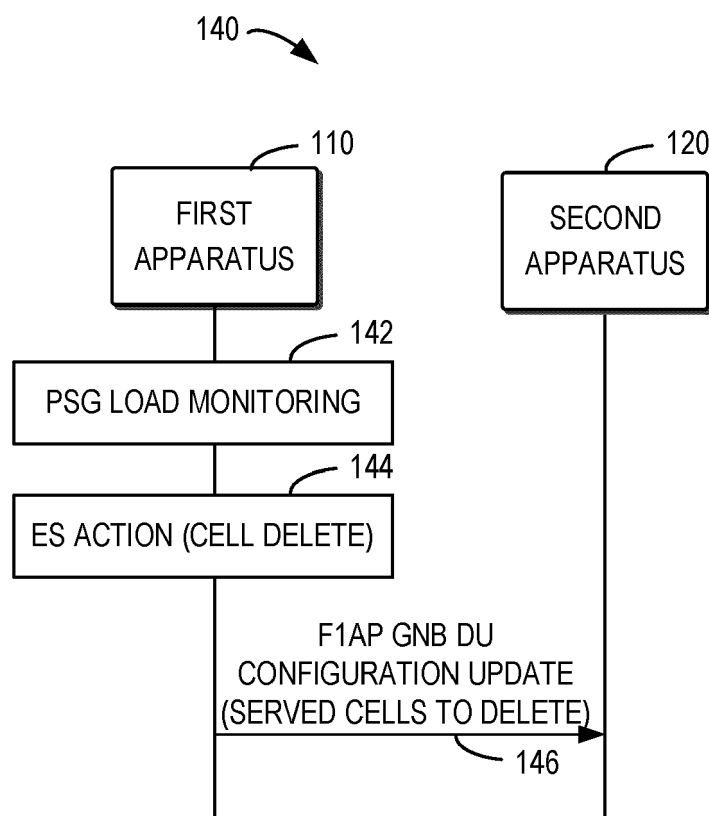 140
110
120
FIRST
APPARATUS
SECOND
APPARATUS
142
PSG LOAD MONITORING
144
ES ACTION (CELL DELETE)
F1AP GNB DU
CONFIGURATION UPDATE
(SERVED CELLS TO DELETE)
146